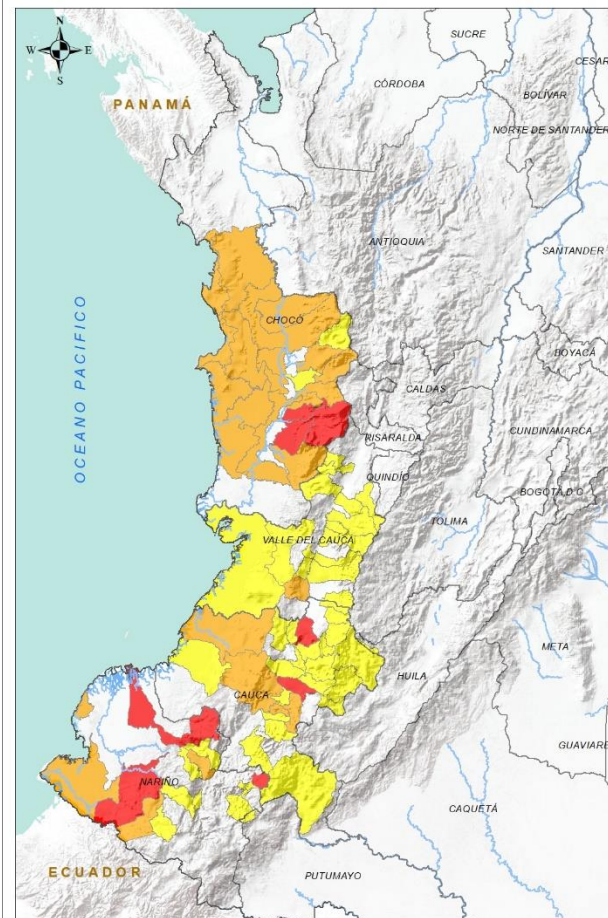 SUCRE
N
CESAR
W
E
CÓRDOBA
S
BOLÍVAR
PANAMÁ
NORTE DE SANTANDER
ANTIOQUIA
SANTANDER
OCEANO PACIFICO
CHOCÓ
BOYACÁ
CALDAS
CUNDINAMARCA
RISARALDA
QUINDÍO
BOGOTÁ D.C
TOLIMA
VALLE DEL CAUCA
META
HUILA
CAUCA
GUAVIARE
NARIÑO
CAQUETÁ
ECUADOR
PUTUMAYO